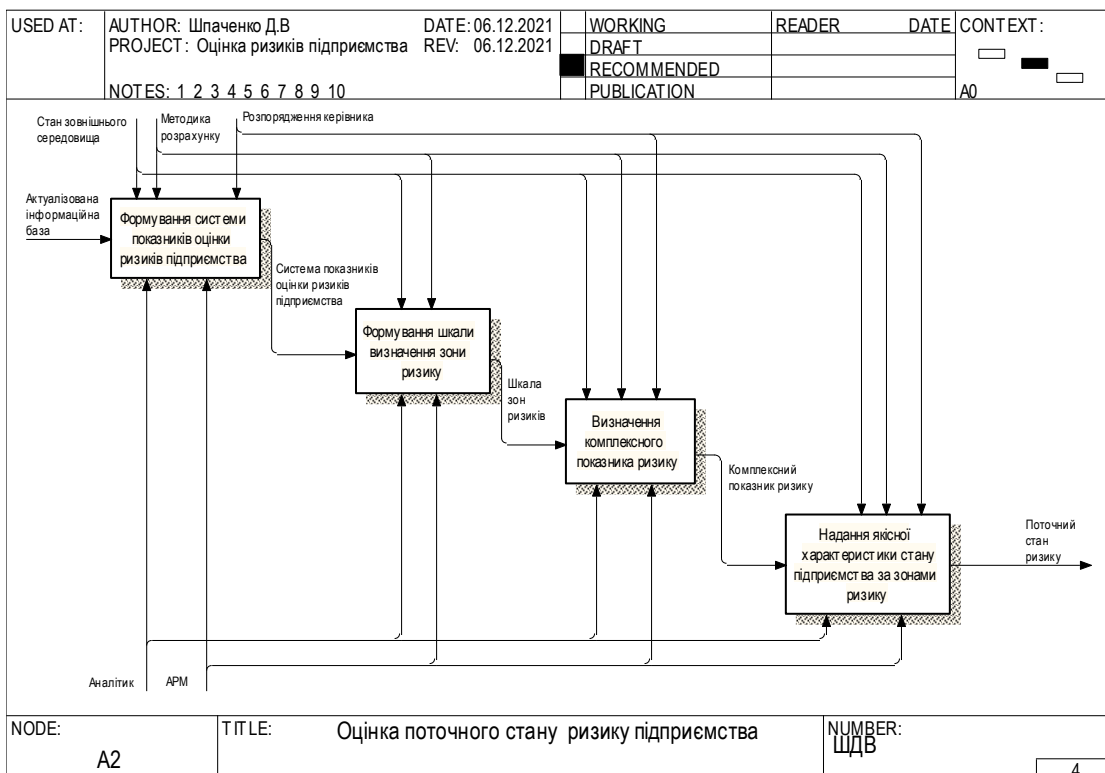 USED AT:
AUTHOR: Шпаченко Д.В
DATE: 06.12.2021
PROJECT: Оцінка ризиків підприємства
REV: 06.12.2021
NOTES: 1 2 3 4 5 6 7 8 9 10
WORKING
DRAFT
RECOMMENDED
PUBLICATION
READER
DATE
CONTEXT:
A0
Стан зовнішнього
середовища
Методика
розрахунку
Розпорядження керівника
Актуалізована
інформаційна
база
Формування системи
показників оцінки
ризиків підприємства
Система показників
оцінки ризиків
підприємства
Формування шкали
визначення зони
ризику
Шкала
зон
ризиків
Визначення
комплексного
показника ризику
Комплексний
показник ризику
Надання якісної
характеристики стану
підприємства за зонами
ризику
Поточний
стан
ризику
Аналітик
АРМ
NODE:
A2
TITLE:
Оцінка поточного стану ризику підприємства
NUMBER:
ШДВ
4